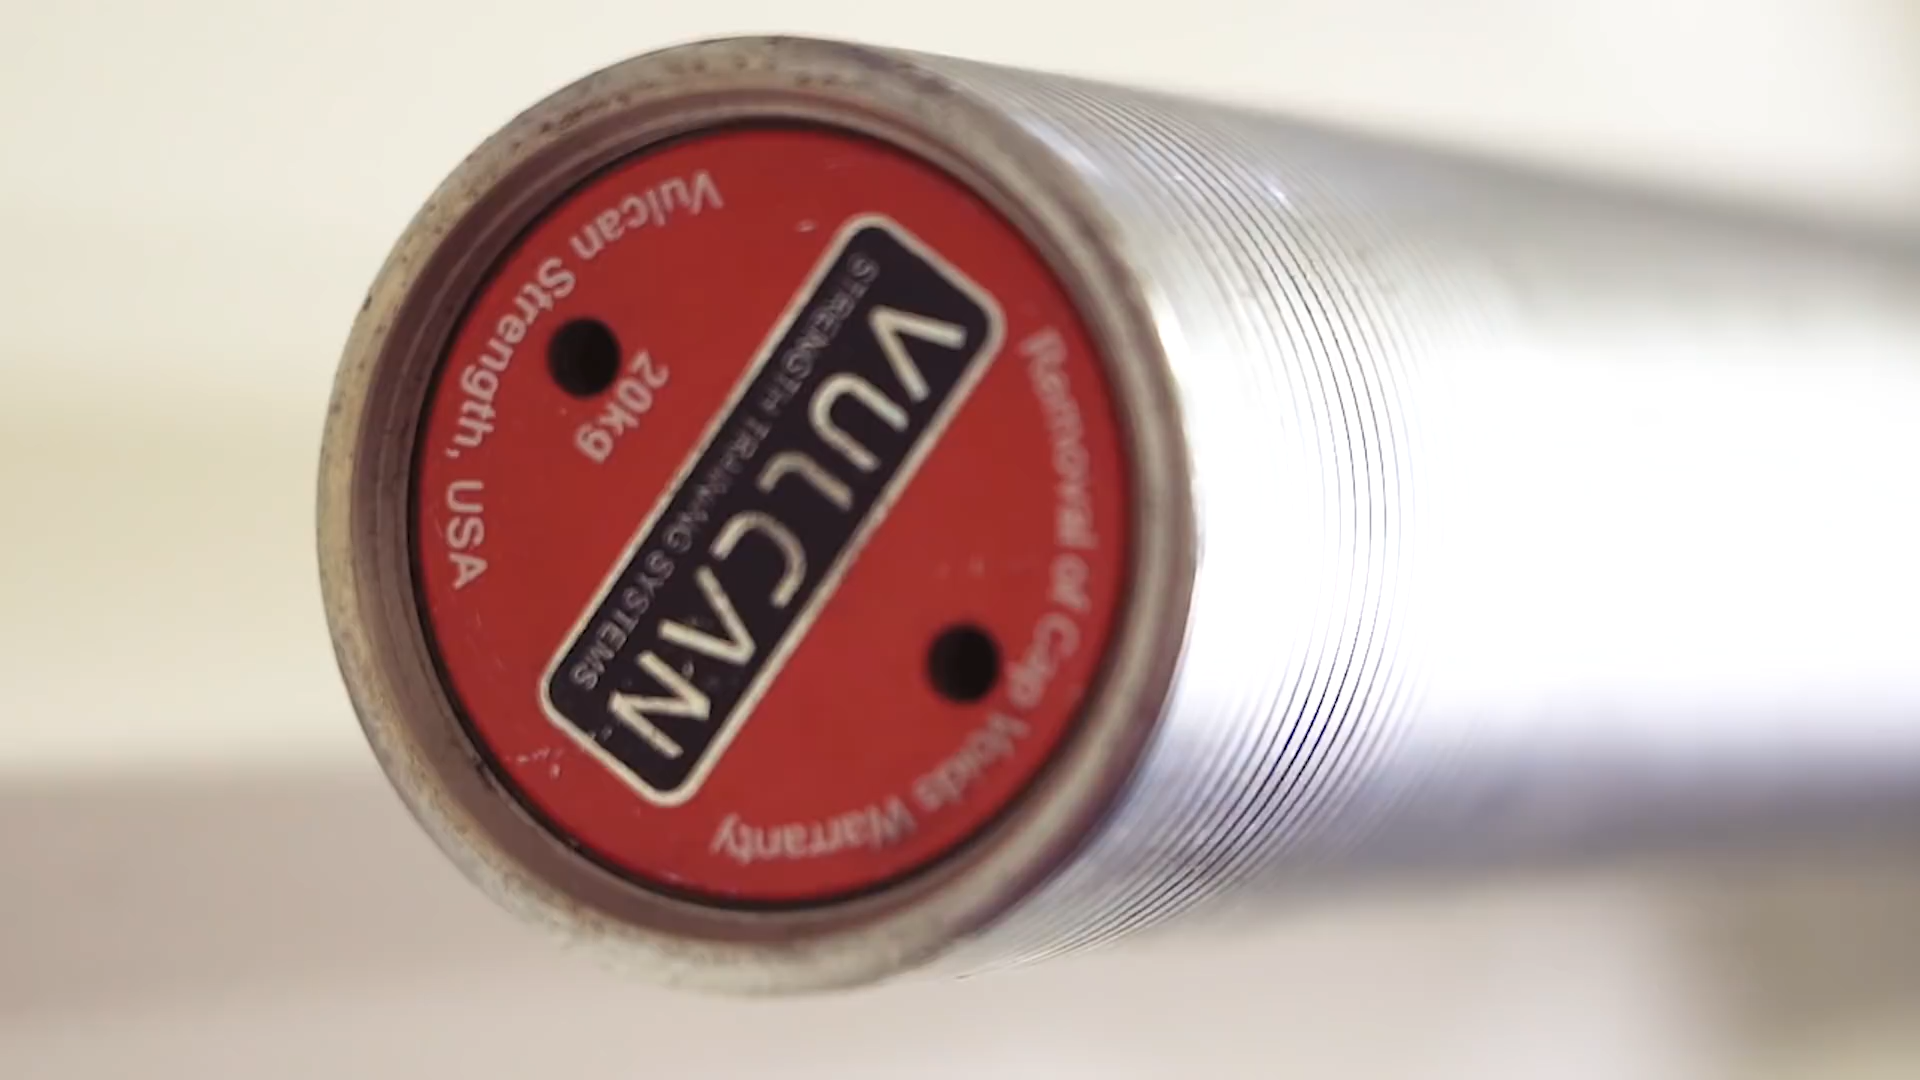 Removal of Cap Voids Warranty
VULCAN
STRENGTH TRAINING SYSTEMS
20kg
Vulcan Strength, USA